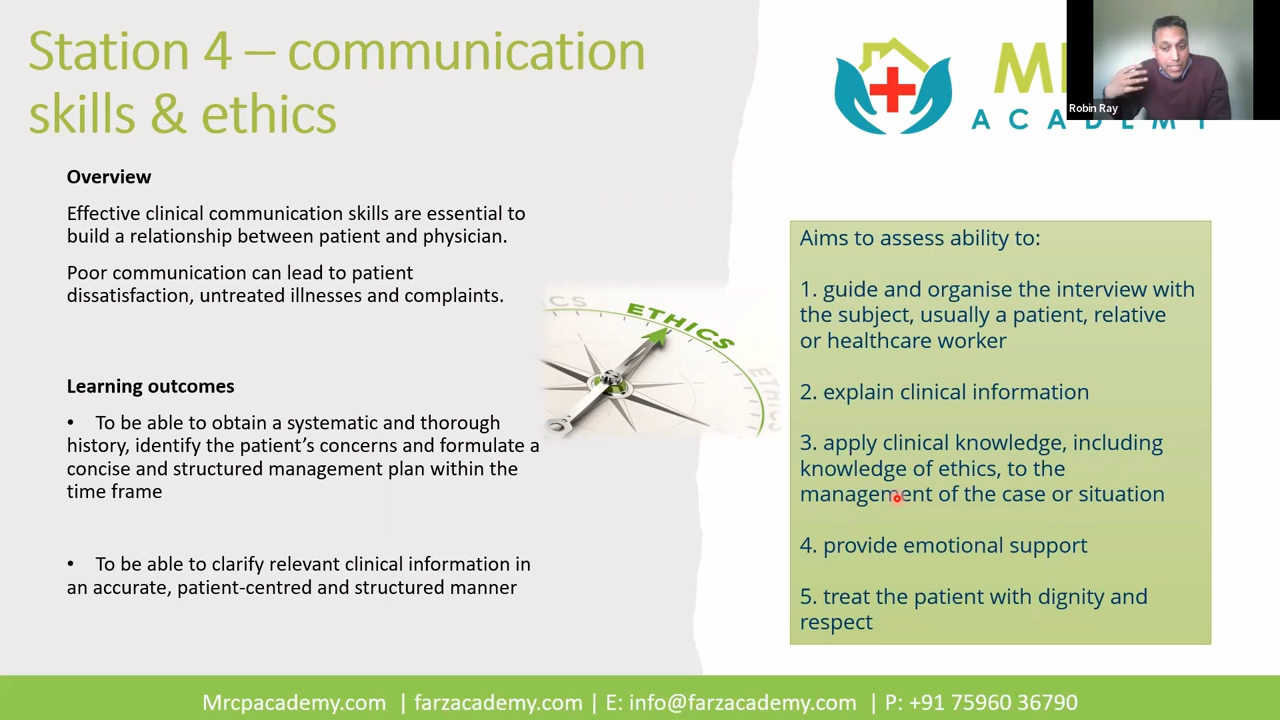 Station 4 – communication
skills & ethics
Overview
Effective clinical communication skills are essential to
build a relationship between patient and physician.
Poor communication can lead to patient
dissatisfaction, untreated illnesses and complaints.
Learning outcomes
• To be able to obtain a systematic and thorough
history, identify the patient’s concerns and formulate a
concise and structured management plan within the
time frame
• To be able to clarify relevant clinical information in
an accurate, patient-centred and structured manner
ETHICS
ETHICS
Robin Ray
Aims to assess ability to:
1. guide and organise the interview with
the subject, usually a patient, relative
or healthcare worker
2. explain clinical information
3. apply clinical knowledge, including
knowledge of ethics, to the
management of the case or situation
4. provide emotional support
5. treat the patient with dignity and
respect
Mrcpacademy.com | farzacademy.com | E: info@farzacademy.com | P: +91 75960 36790